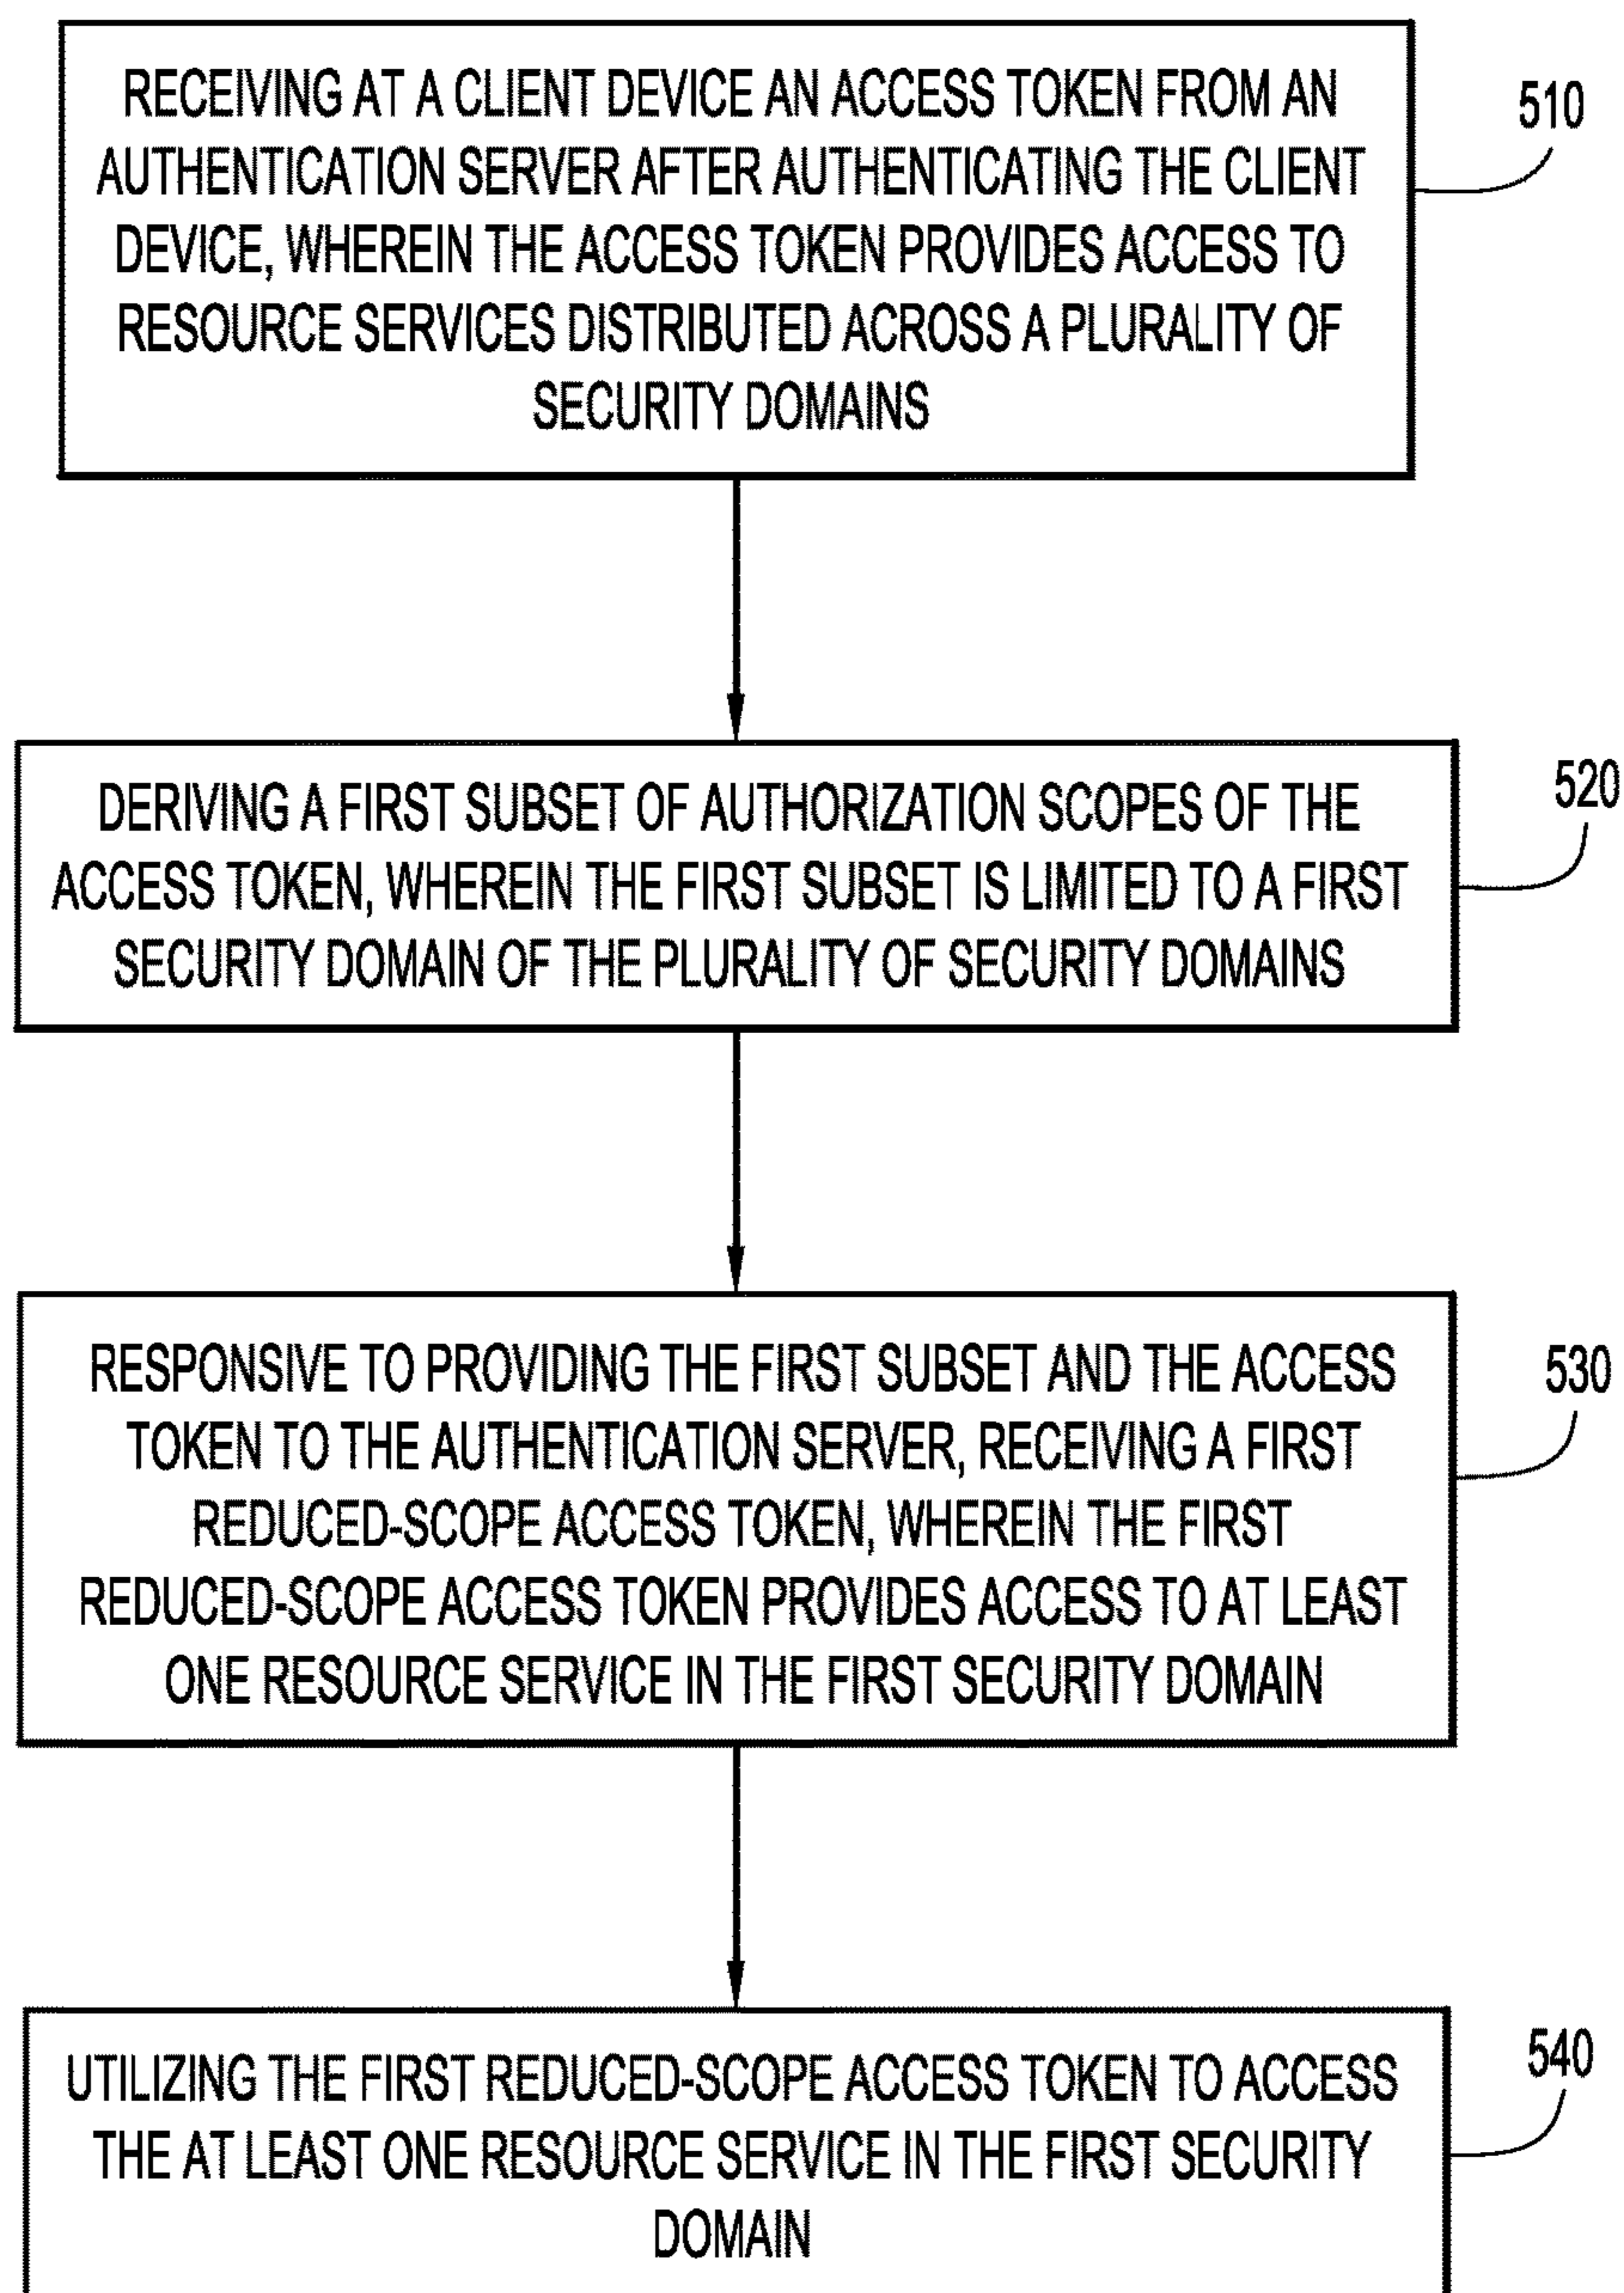 RECEIVING AT A CLIENT DEVICE AN ACCESS TOKEN FROM AN
AUTHENTICATION SERVER AFTER AUTHENTICATING THE CLIENT
DEVICE, WHEREIN THE ACCESS TOKEN PROVIDES ACCESS TO
RESOURCE SERVICES DISTRIBUTED ACROSS A PLURALITY OF
SECURITY DOMAINS
510
DERIVING A FIRST SUBSET OF AUTHORIZATION SCOPES OF THE
ACCESS TOKEN, WHEREIN THE FIRST SUBSET IS LIMITED TO A FIRST
SECURITY DOMAIN OF THE PLURALITY OF SECURITY DOMAINS
520
RESPONSIVE TO PROVIDING THE FIRST SUBSET AND THE ACCESS
TOKEN TO THE AUTHENTICATION SERVER, RECEIVING A FIRST
REDUCED-SCOPE ACCESS TOKEN, WHEREIN THE FIRST
REDUCED-SCOPE ACCESS TOKEN PROVIDES ACCESS TO AT LEAST
ONE RESOURCE SERVICE IN THE FIRST SECURITY DOMAIN
530
UTILIZING THE FIRST REDUCED-SCOPE ACCESS TOKEN TO ACCESS
THE AT LEAST ONE RESOURCE SERVICE IN THE FIRST SECURITY
DOMAIN
540